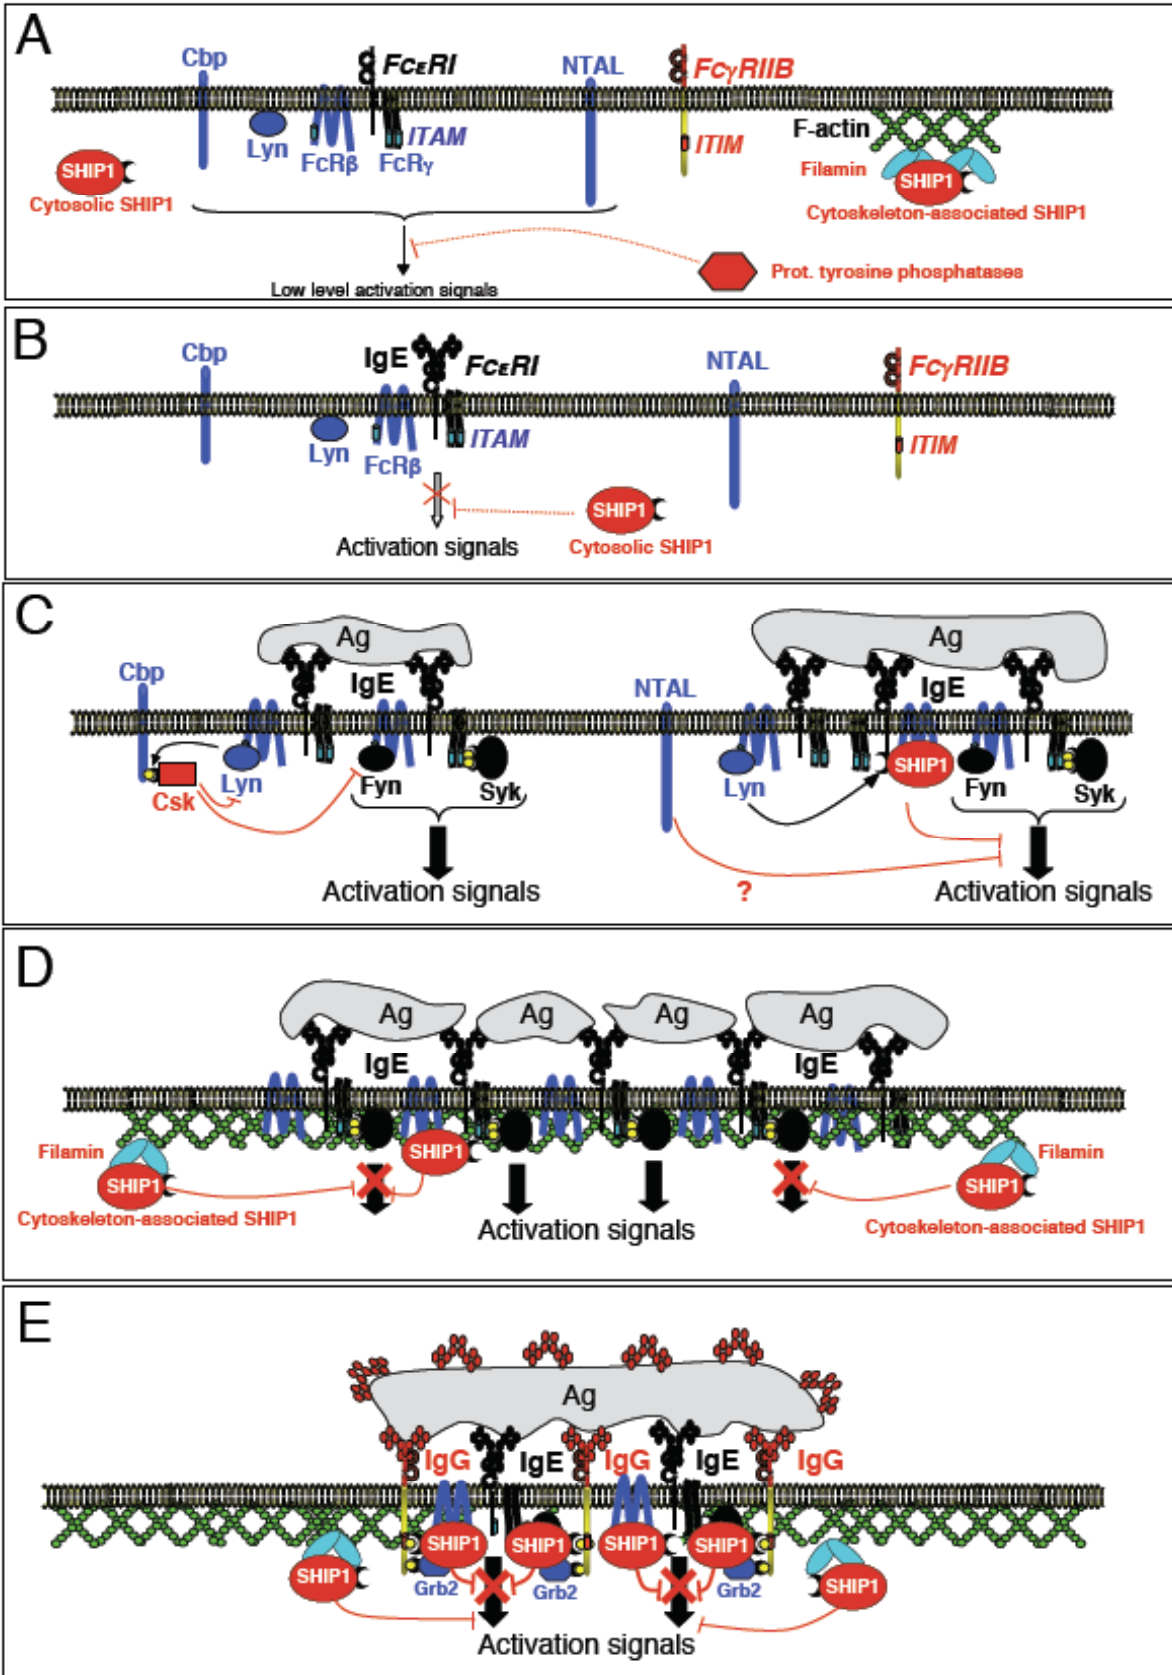 A
Cbp
FcεRI
NTAL
FcγRIIB
Lyn
FcRβ
ITAM
FcRγ
ITIM
F-actin
Filamin
SHIP1
Cytosolic SHIP1
SHIP1
Cytoskeleton-associated SHIP1
Prot. tyrosine phosphatases
Low level activation signals
B
Cbp
IgE
FcεRI
NTAL
FcγRIIB
Lyn
FcRβ
ITAM
ITIM
SHIP1
Activation signals
Cytosolic SHIP1
C
Ag
Ag
Cbp
IgE
NTAL
IgE
Csk
Lyn
Fyn
Syk
Lyn
SHIP1
Fyn
Syk
Activation signals
?
Activation signals
D
Ag
Ag
Ag
Ag
IgE
IgE
Filamin
SHIP1
Filamin
SHIP1
SHIP1
Cytoskeleton-associated SHIP1
Activation signals
Cytoskeleton-associated SHIP1
E
Ag
IgG
IgE
IgG
IgE
IgG
SHIP1
SHIP1
SHIP1
SHIP1
SHIP1
Grb2
Grb2
Grb2
SHIP1
Activation signals